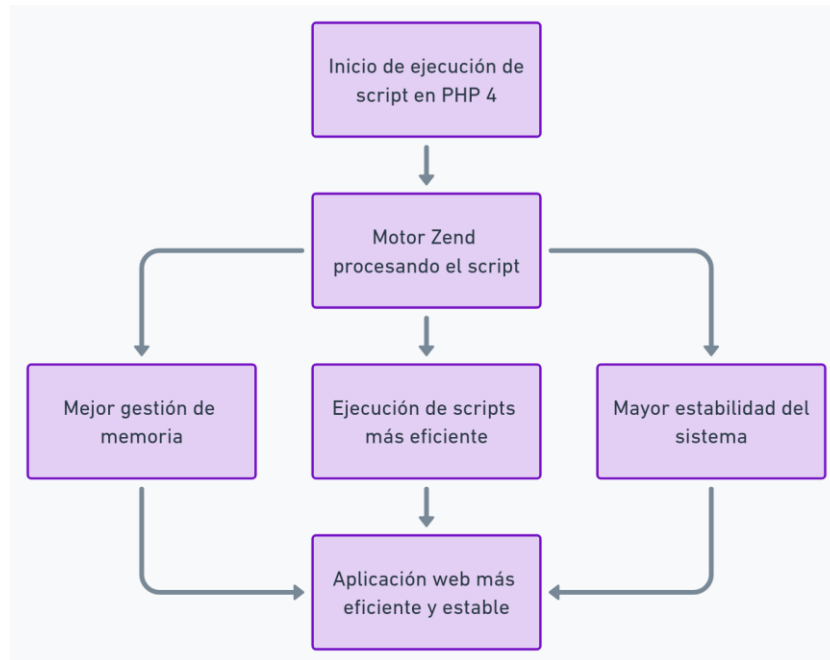 Inicio de ejecución de
script en PHP 4
Motor Zend
procesando el script
Mejor gestión de
memoria
Ejecución de scripts
más eficiente
Mayor estabilidad del
sistema
Aplicación web más
eficiente y estable